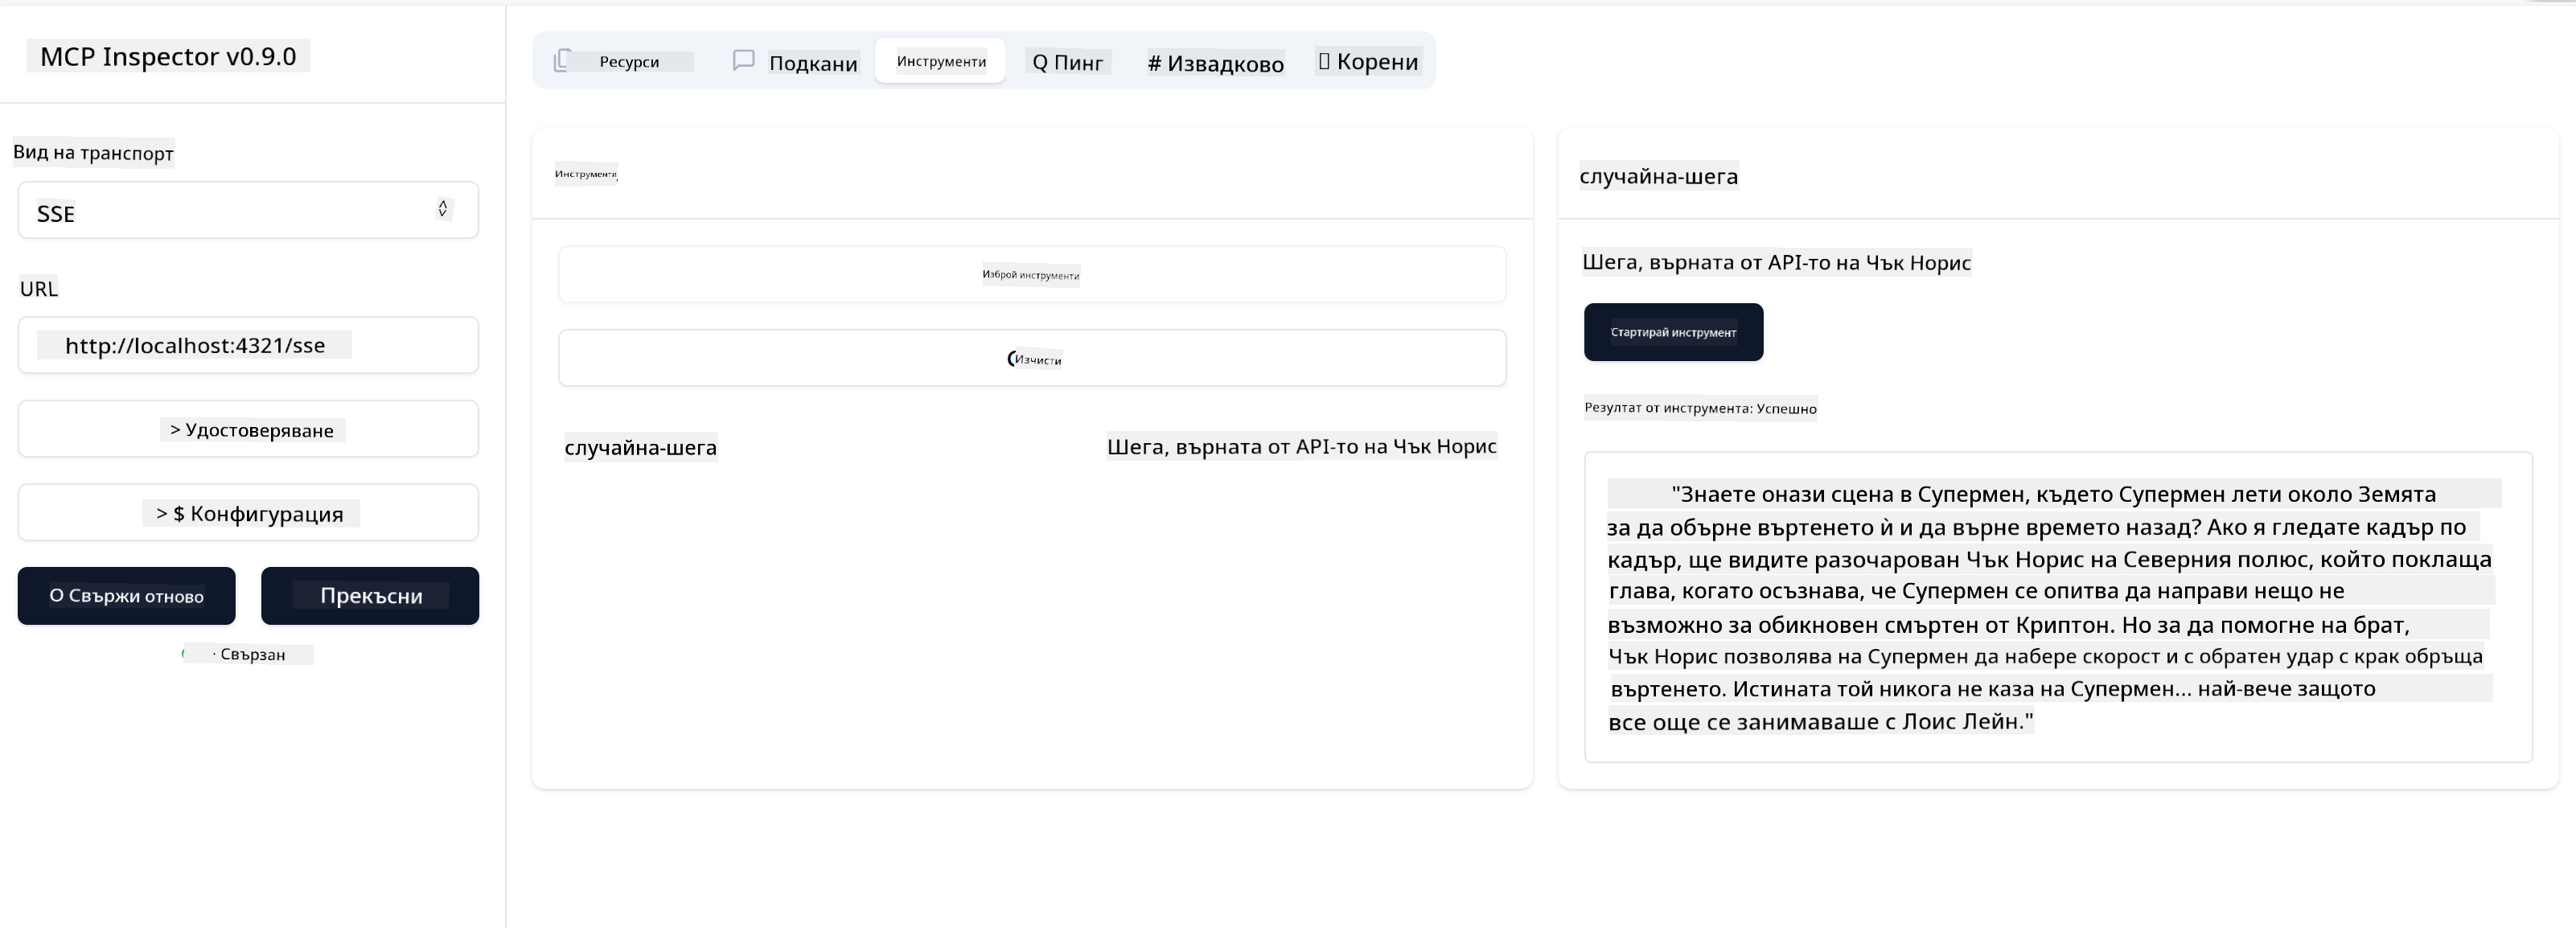 MCP Inspector v0.9.0
Вид на транспорт
SSE
URL
http://localhost:4321/sse
> Удостоверяване
> $ Конфигурация
О Свържи отново
Прекъсни
· Свързан
Ресурси
Подкани
Инструменти
Q Пинг
# Извадково
Корени
Инструменти
Изброй инструменти
Изчисти
случайна-шега
Шега, върната от API-то на Чък Норис
случайна-шега
Шега, върната от API-то на Чък Норис
Стартирай инструмент
Резултат от инструмента: Успешно
"Знаете онази сцена в Супермен, където Супермен лети около Земята
за да обърне въртенето ѝ и да върне времето назад? Ако я гледате кадър по
кадър, ще видите разочарован Чък Норис на Северния полюс, който поклаща
глава, когато осъзнава, че Супермен се опитва да направи нещо не
възможно за обикновен смъртен от Криптон. Но за да помогне на брат,
Чък Норис позволява на Супермен да набере скорост и с обратен удар с крак обръща
въртенето. Истината той никога не каза на Супермен... най-вече защото
все още се занимаваше с Лоис Лейн."